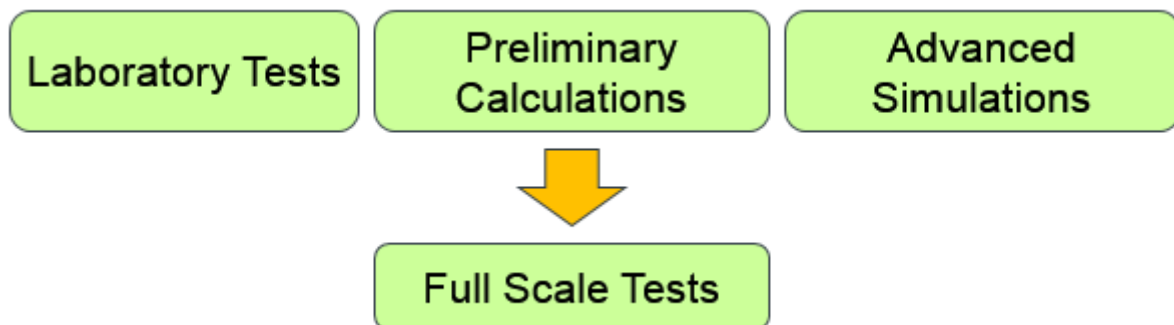 Laboratory Tests
Preliminary
Calculations
Advanced
Simulations
Full Scale Tests